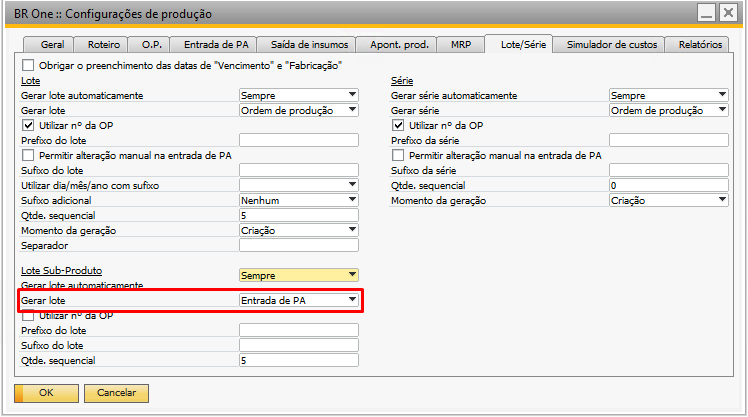 BR One :: Configurações de produção
Geral
Roteiro
O.P.
Entrada de PA
Saída de insumos
Apont. prod.
MRP
Lote/Série
Simulador de custos
Relatórios
Obrigar o preenchimento das datas de "Vencimento" e "Fabricação"
Lote
Gerar lote automaticamente Sempre
Gerar lote Ordem de produção
Utilizar nº da OP
Prefixo do lote
Permitir alteração manual na entrada de PA
Sufixo do lote
Utilizar dia/mês/ano com sufixo
Sufixo adicional Nenhum
Qtde. sequencial 5
Momento da geração Criação
Separador
Série
Gerar série automaticamente Sempre
Gerar série Ordem de produção
Utilizar nº da OP
Prefixo da série
Permitir alteração manual na entrada de PA
Sufixo da série
Qtde. sequencial 0
Momento da geração Criação
Lote Sub-Produto
Gerar lote automaticamente Sempre
Gerar lote Entrada de PA
Utilizar nº da OP
Prefixo do lote
Sufixo do lote
Qtde. sequencial 5
OK
Cancelar